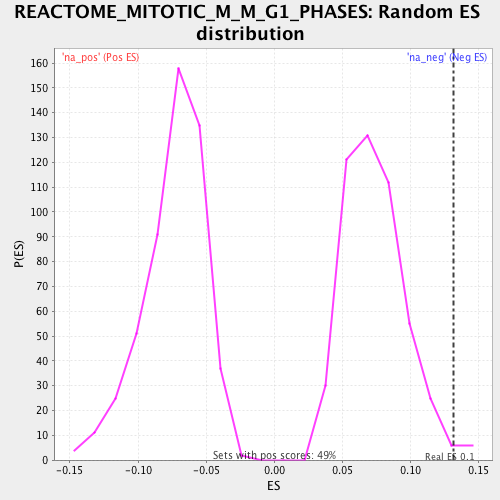 REACTOME_MITOTIC_M_M_G1_PHASES: Random ES
distribution
'na_pos' (Pos ES)
'na_neg' (Neg ES)
160
150
140
130
120
110
100
90
80
70
60
50
40
30
20
10
0
P(ES)
Sets with pos scores: 49%
Real ES 0.1
-0.15 -0.10 -0.05 0.00 0.05 0.10 0.15
ES